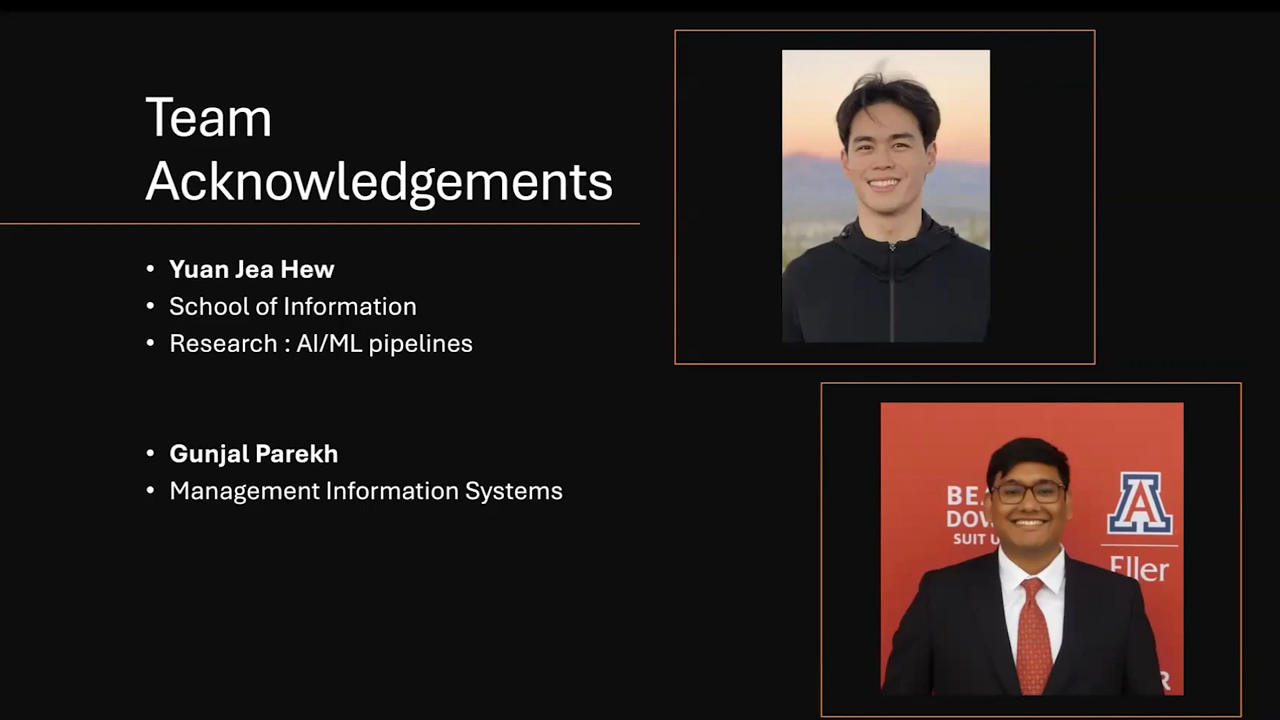 Team
Acknowledgements
• Yuan Jea Hew
• School of Information
• Research : AI/ML pipelines
• Gunjal Parekh
• Management Information Systems
A
DOW
SUIT U
Eller
R